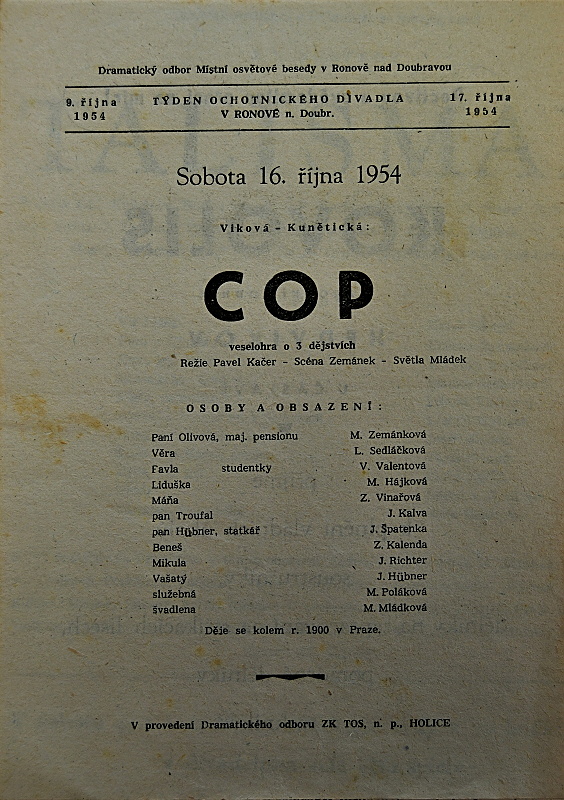 Dramatický odbor Místní osvětové besedy v Ronově nad Doubravou
9. října 1954 TÝDEN OCHOTNICKÉHO DIVADLA V RONOVĚ n. Doubr. 17. října 1954
Sobota 16. října 1954
Viková - Kunětická:
COP
veselohra o 3 dějstvích
Režie Pavel Kačer - Scéna Zemánek - Světla Mládek
OSOBY A OBSAZENÍ:
Paní Olivová, maj. pensionu M. Zemánková
Věra L. Sedláčková
Favla studentky V. Valentová
Liduška M. Hájková
Máňa Z. Vinařová
pan Troufal J. Kalva
pan Hübner, statkář J. Špatenka
Beneš Z. Kalenda
Mikula J. Richter
Vašatý J. Hübner
služebná M. Poláková
švadlena M. Mládková
Děje se kolem r. 1900 v Praze.
V provedení Dramatického odboru ZK TOS, n. p., HOLICE